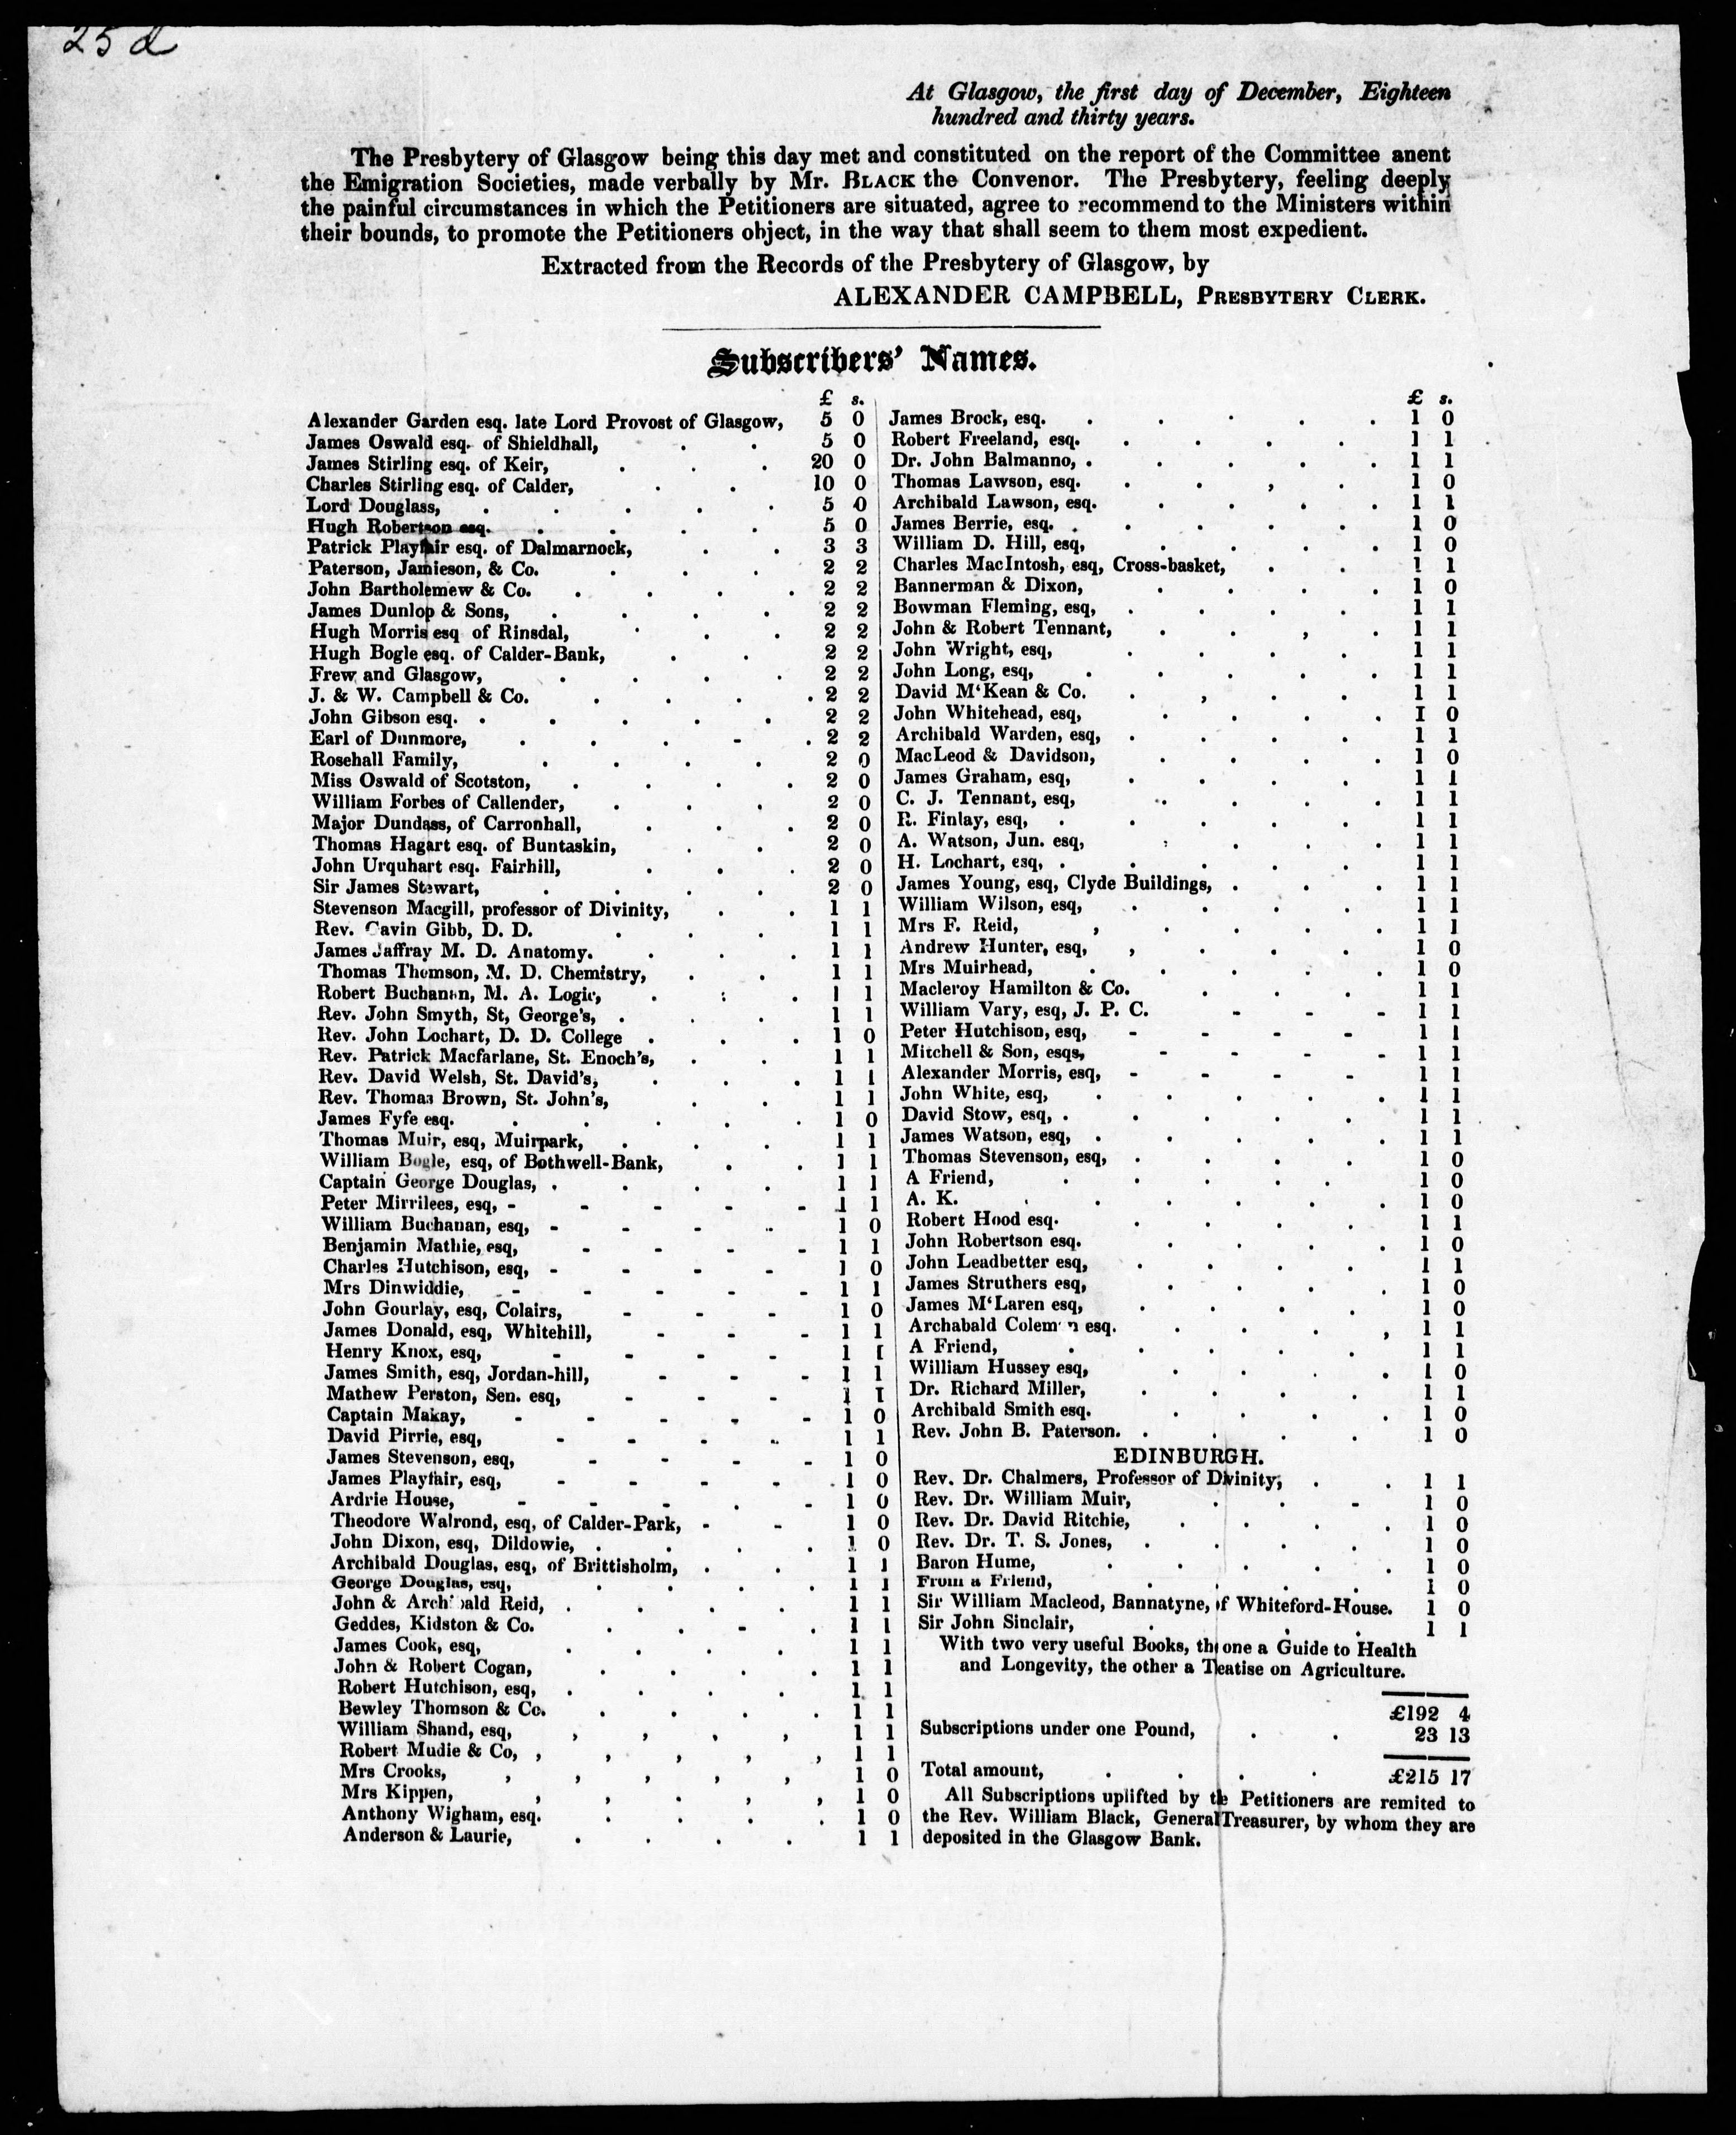 25 d
At Glasgow, the first day of December, Eighteen
hundred and thirty years.
The Presbytery of Glasgow being this day met and constituted on the report of the Committee anent
the Emigration Societies, made verbally by Mr. BLACK the Convenor. The Presbytery, feeling deeply
the painful circumstances in which the Petitioners are situated, agree to recommend to the Ministers within
their bounds, to promote the Petitioners object, in the way that shall seem to them most expedient.
Extracted from the Records of the Presbytery of Glasgow, by
ALEXANDER CAMPBELL, PRESBYTERY CLERK.
Subscribers' Names.
£ s.
Alexander Garden esq. late Lord Provost of Glasgow, 5 0
James Oswald esq. of Shieldhall, . . 5 0
James Stirling esq. of Keir, . . . 20 0
Charles Stirling esq. of Calder, . . 10 0
Lord Douglass, . . . . . 5 0
Hugh Robertson esq. . . . . 5 0
Patrick Playfair esq. of Dalmarnock, . . 3 3
Paterson, Jamieson, & Co. . . . 2 2
John Bartholemew & Co. . . . . 2 2
James Dunlop & Sons, . . . . 2 2
Hugh Morris esq of Rinsdal, . . . 2 2
Hugh Bogle esq. of Calder-Bank, . . 2 2
Frew and Glasgow, . . . . 2 2
J. & W. Campbell & Co. . . . . 2 2
John Gibson esq. . . . . . 2 2
Earl of Dunmore, . . . - . 2 2
Rosehall Family, . . . . 2 0
Miss Oswald of Scotston, . . . . 2 0
William Forbes of Callender, . . . 2 0
Major Dundass, of Carronhall, . . . 2 0
Thomas Hagart esq. of Buntaskin, . . 2 0
John Urquhart esq. Fairhill, . . . 2 0
Sir James Stewart, . . . . 2 0
Stevenson Macgill, professor of Divinity, . . 1 1
Rev. Gavin Gibb, D. D. . . . 1 1
James Jaffray M. D. Anatomy. . . . 1 1
Thomas Thomson, M. D. Chemistry, . . 1 1
Robert Buchanan, M. A. Logic, . : . 1 1
Rev. John Smyth, St, George's, . . . 1 1
Rev. John Lochart, D. D. College . . . 1 0
Rev. Patrick Macfarlane, St. Enoch's, . . 1 1
Rev. David Welsh, St. David's, . . . 1 1
Rev. Thomas Brown, St. John's, . . 1 1
James Fyfe esq. . . . . . 1 0
Thomas Muir, esq, Muirpark, . . . 1 1
William Bogle, esq, of Bothwell-Bank, . . 1 1
Captain George Douglas, . . . . 1 1
Peter Mirrilees, esq, - - - - - 1 1
William Buchanan, esq, - - - - 1 0
Benjamin Mathie, esq, - - - - 1 1
Charles Hutchison, esq, - - - - 1 0
Mrs Dinwiddie, - - - - - 1 1
John Gourlay, esq, Colairs, - - - 1 0
James Donald, esq, Whitehill, - - - 1 1
Henry Knox, esq, - - - - 1 1
James Smith, esq, Jordan-hill, - - - 1 1
Mathew Perston, Sen. esq, - - - 1 1
Captain Makay, - - - - - 1 0
David Pirrie, esq, - - - - 1 1
James Stevenson, esq, - - - - 1 0
James Playfair, esq, - - - - 1 0
Ardrie House, - - - . - 1 0
Theodore Walrond, esq, of Calder-Park, - - 1 0
John Dixon, esq, Dildowie, . . . . 1 0
Archibald Douglas, esq, of Brittisholm, . . 1 1
George Douglas, esq, . . . . 1 1
John & Archibald Reid, . . . . 1 1
Geddes, Kidston & Co. . . - . 1 1
James Cook, esq, . . . . 1 1
John & Robert Cogan, . . . . 1 1
Robert Hutchison, esq, . . . . 1 1
Bewley Thomson & Co. . . . . 1 1
William Shand, esq, , , , , 1 1
Robert Mudie & Co, , , , , , 1 1
Mrs Crooks, , , , , , 1 0
Mrs Kippen, , , . , , 1 0
Anthony Wigham, esq. . . . . 1 0
Anderson & Laurie, . . . . 1 1
£ s.
James Brock, esq. . . . . . 1 0
Robert Freeland, esq. . . . . 1 1
Dr. John Balmanno, . . . . . 1 1
Thomas Lawson, esq. . . , . 1 0
Archibald Lawson, esq. . . . . 1 1
James Berrie, esq. . . . . . 1 0
William D. Hill, esq, . . . . 1 0
Charles MacIntosh, esq, Cross-basket, . . 1 1
Bannerman & Dixon, . . . . 1 0
Bowman Fleming, esq, . . . . 1 1
John & Robert Tennant, . . , . 1 1
John Wright, esq, . . . . 1 1
John Long, esq, . . . . . 1 1
David M'Kean & Co. . , . . 1 1
John Whitehead, esq, . . . . 1 0
Archibald Warden, esq, . . . . 1 1
MacLeod & Davidson, . . . . 1 0
James Graham, esq, . . . . 1 1
C. J. Tennant, esq, . . . . 1 1
R. Finlay, esq, . . . . . 1 1
A. Watson, Jun. esq, . . . . 1 1
H. Lochart, esq, . . . . . 1 1
James Young, esq, Clyde Buildings, . . . 1 1
William Wilson, esq, . . . . 1 1
Mrs F. Reid, , . . . . 1 1
Andrew Hunter, esq, , . . . 1 0
Mrs Muirhead, . . . . . 1 0
Macleroy Hamilton & Co. . . . 1 1
William Vary, esq, J. P. C. - - - 1 1
Peter Hutchison, esq, - - - - 1 1
Mitchell & Son, esqs, - - - - 1 1
Alexander Morris, esq, - - - - 1 1
John White, esq, . . . . . 1 1
David Stow, esq, . . . . . 1 1
James Watson, esq, . . . . . 1 1
Thomas Stevenson, esq, . . . . 1 0
A Friend, . . . . . 1 0
A. K. . . . . . 1 0
Robert Hood esq. . . . . 1 1
John Robertson esq. . . . . 1 0
John Leadbetter esq, . . . . 1 1
James Struthers esq, . . . . 1 0
James M'Laren esq, . . . . 1 0
Archabald Colem n esq. . . . , 1 1
A Friend, . . . . . 1 1
William Hussey esq, . . . . 1 0
Dr. Richard Miller, . . . . 1 1
Archibald Smith esq. . . . . 1 0
Rev. John B. Paterson. . . . . 1 0
EDINBURGH.
Rev. Dr. Chalmers, Professor of Divinity, . . 1 1
Rev. Dr. William Muir, . . - 1 0
Rev. Dr. David Ritchie, . . . . 1 0
Rev. Dr. T. S. Jones, . . . . 1 0
Baron Hume, . . . . . 1 0
From a Friend, . . . . 1 0
Sir William Macleod, Bannatyne, of Whiteford-House. 1 0
Sir John Sinclair, . . . 1 1
With two very useful Books, the one a Guide to Health
and Longevity, the other a Teatise on Agriculture.
£192 4
Subscriptions under one Pound, . . 23 13
Total amount, . . . . £215 17
All Subscriptions uplifted by the Petitioners are remited to
the Rev. William Black, General Treasurer, by whom they are
deposited in the Glasgow Bank.